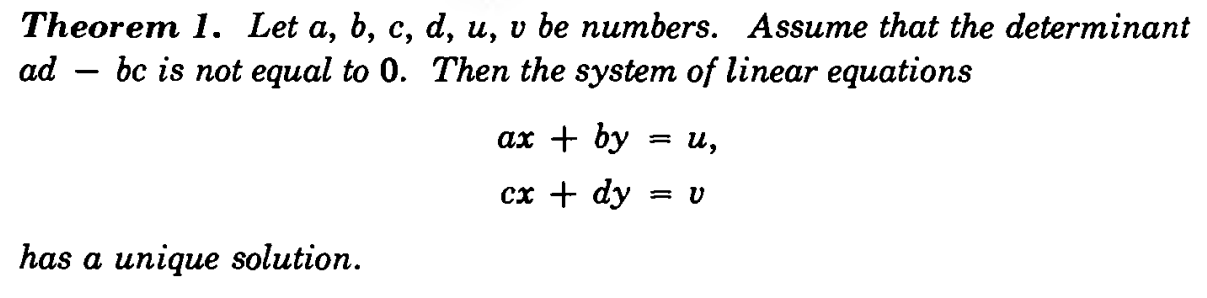 Theorem 1. Let a, b, c, d, u, v be numbers. Assume that the determinant
ad − bc is not equal to 0. Then the system of linear equations
ax + by = u,
cx + dy = v
has a unique solution.